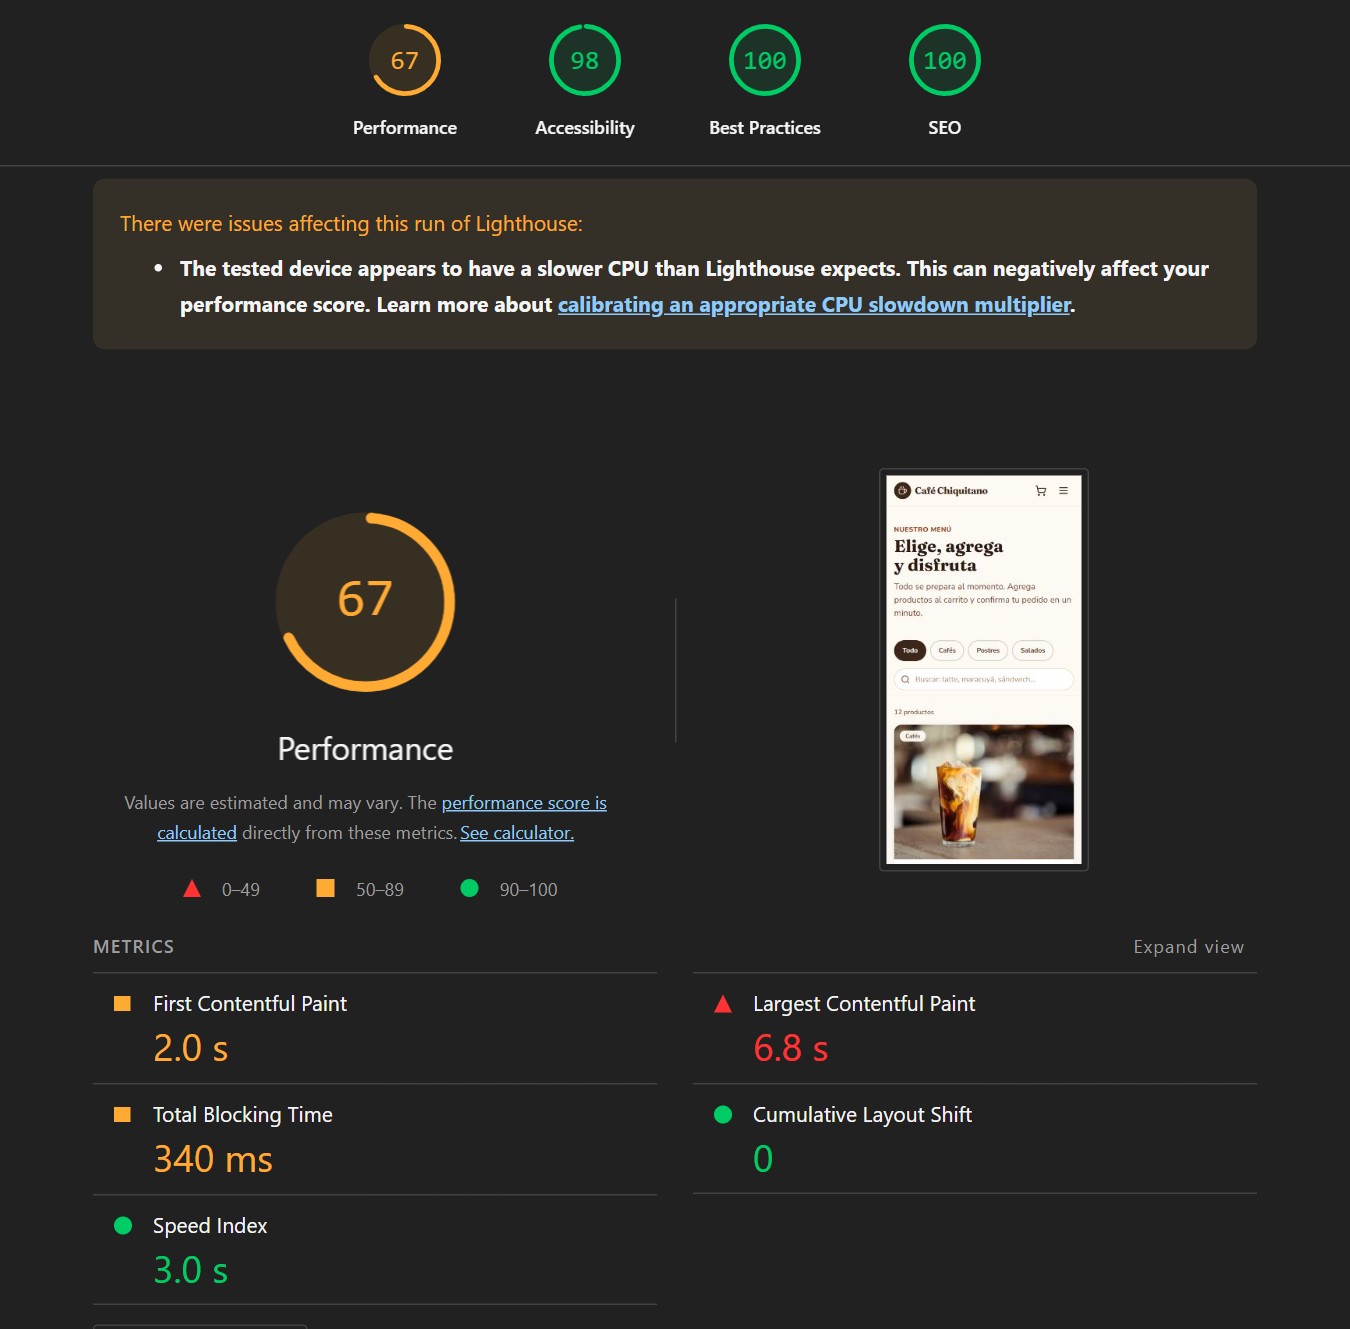 67
98
100
100
Performance
Accessibility
Best Practices
SEO
There were issues affecting this run of Lighthouse:
• The tested device appears to have a slower CPU than Lighthouse expects. This can negatively affect your
performance score. Learn more about calibrating an appropriate CPU slowdown multiplier.
67
Performance
Values are estimated and may vary. The performance score is
calculated directly from these metrics. See calculator.
0–49
50–89
90–100
Café Chiquitano
NUESTRO MENÚ
Elige, agrega
y disfruta
Todo se prepara al momento. Agrega
productos al carrito y confirma tu pedido en un
minuto.
Todo
Cafés
Postres
Salados
Buscar: latte, maracuyá, sándwich...
12 productos
Cafés
METRICS
Expand view
First Contentful Paint
2.0 s
Largest Contentful Paint
6.8 s
Total Blocking Time
340 ms
Cumulative Layout Shift
0
Speed Index
3.0 s